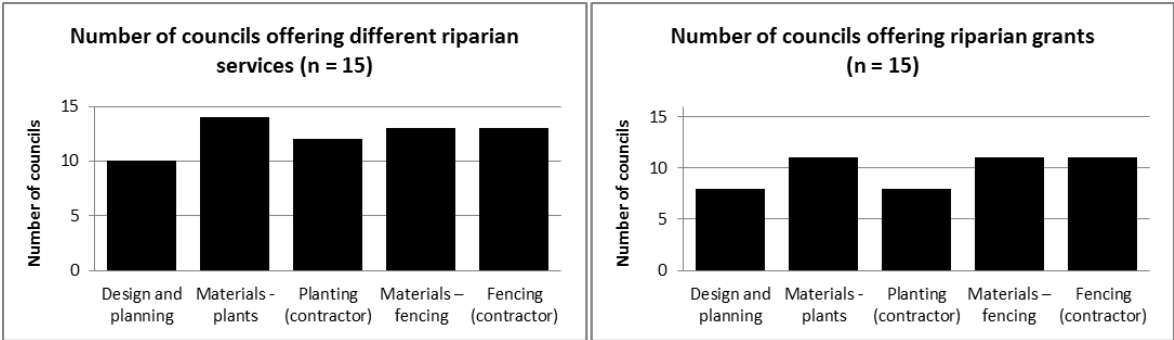 Number of councils offering different riparian
services (n = 15)
Number of councils
15
10
5
0
Design and
planning
Materials -
plants
Planting
(contractor)
Materials –
fencing
Fencing
(contractor)
Number of councils offering riparian grants
(n = 15)
Number of councils
15
10
5
0
Design and
planning
Materials -
plants
Planting
(contractor)
Materials –
fencing
Fencing
(contractor)